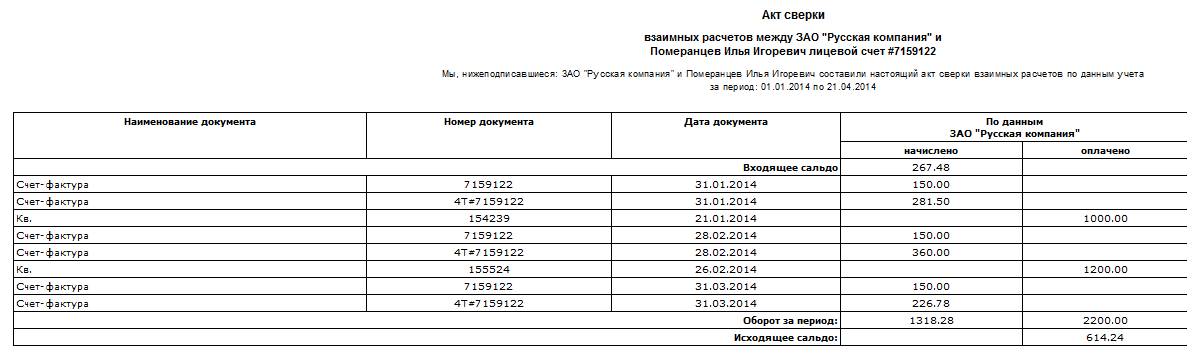 Акт сверки
взаимных расчетов между ЗАО "Русская компания" и
Померанцев Илья Игоревич лицевой счет #7159122
Мы, нижеподписавшиеся: ЗАО "Русская компания" и Померанцев Илья Игоревич составили настоящий акт сверки взаимных расчетов по данным учета
за период: 01.01.2014 по 21.04.2014
Наименование документа Номер документа Дата документа По данным
ЗАО "Русская компания"
начислено оплачено
Входящее сальдо 267.48
Счет-фактура 7159122 31.01.2014 150.00
Счет-фактура 4Т#7159122 31.01.2014 281.50
Кв. 154239 21.01.2014 1000.00
Счет-фактура 7159122 28.02.2014 150.00
Счет-фактура 4Т#7159122 28.02.2014 360.00
Кв. 155524 26.02.2014 1200.00
Счет-фактура 7159122 31.03.2014 150.00
Счет-фактура 4Т#7159122 31.03.2014 226.78
Оборот за период: 1318.28 2200.00
Исходящее сальдо: 614.24